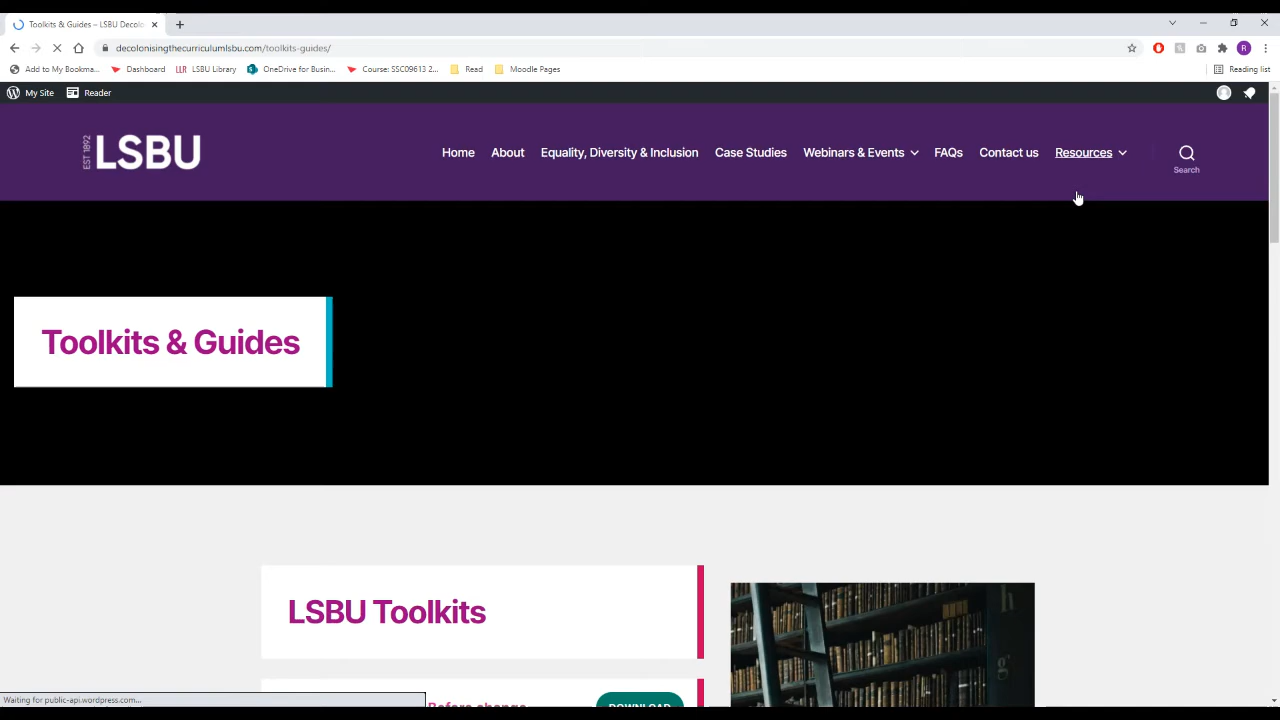 Toolkits & Guides – LSBU Decolo
decolonisingthecurriculumlsbu.com/toolkits-guides/
R
Add to My Bookma... Dashboard LLR LSBU Library OneDrive for Busin... Course: SSC09613 2... Read Moodle Pages Reading list
My Site Reader
EST 1892 LSBU
Home About Equality, Diversity & Inclusion Case Studies Webinars & Events FAQs Contact us Resources
Search
Toolkits & Guides
LSBU Toolkits
Before change
DOWNLOAD
Waiting for public-api.wordpress.com...